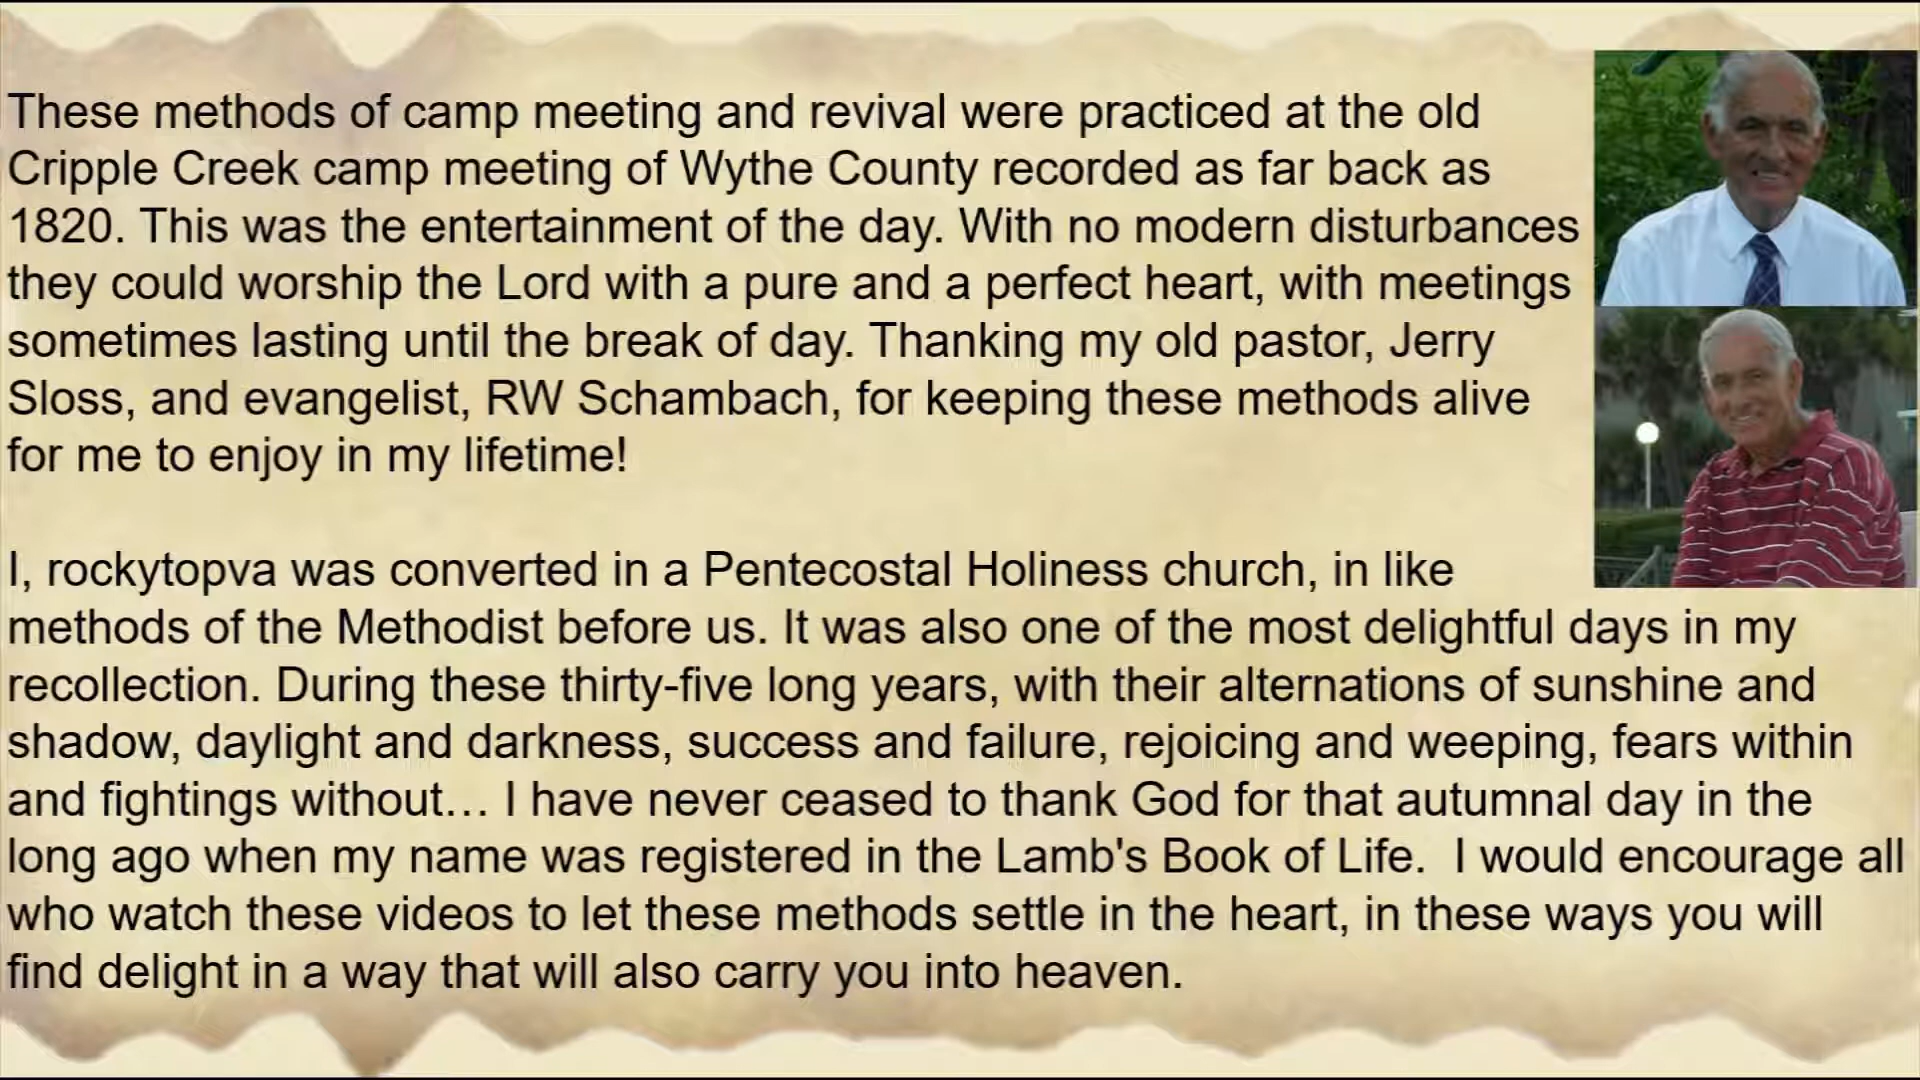 These methods of camp meeting and revival were practiced at the old
Cripple Creek camp meeting of Wythe County recorded as far back as
1820. This was the entertainment of the day. With no modern disturbances
they could worship the Lord with a pure and a perfect heart, with meetings
sometimes lasting until the break of day. Thanking my old pastor, Jerry
Sloss, and evangelist, RW Schambach, for keeping these methods alive
for me to enjoy in my lifetime!
I, rockytopva was converted in a Pentecostal Holiness church, in like
methods of the Methodist before us. It was also one of the most delightful days in my
recollection. During these thirty-five long years, with their alternations of sunshine and
shadow, daylight and darkness, success and failure, rejoicing and weeping, fears within
and fightings without… I have never ceased to thank God for that autumnal day in the
long ago when my name was registered in the Lamb's Book of Life.  I would encourage all
who watch these videos to let these methods settle in the heart, in these ways you will
find delight in a way that will also carry you into heaven.